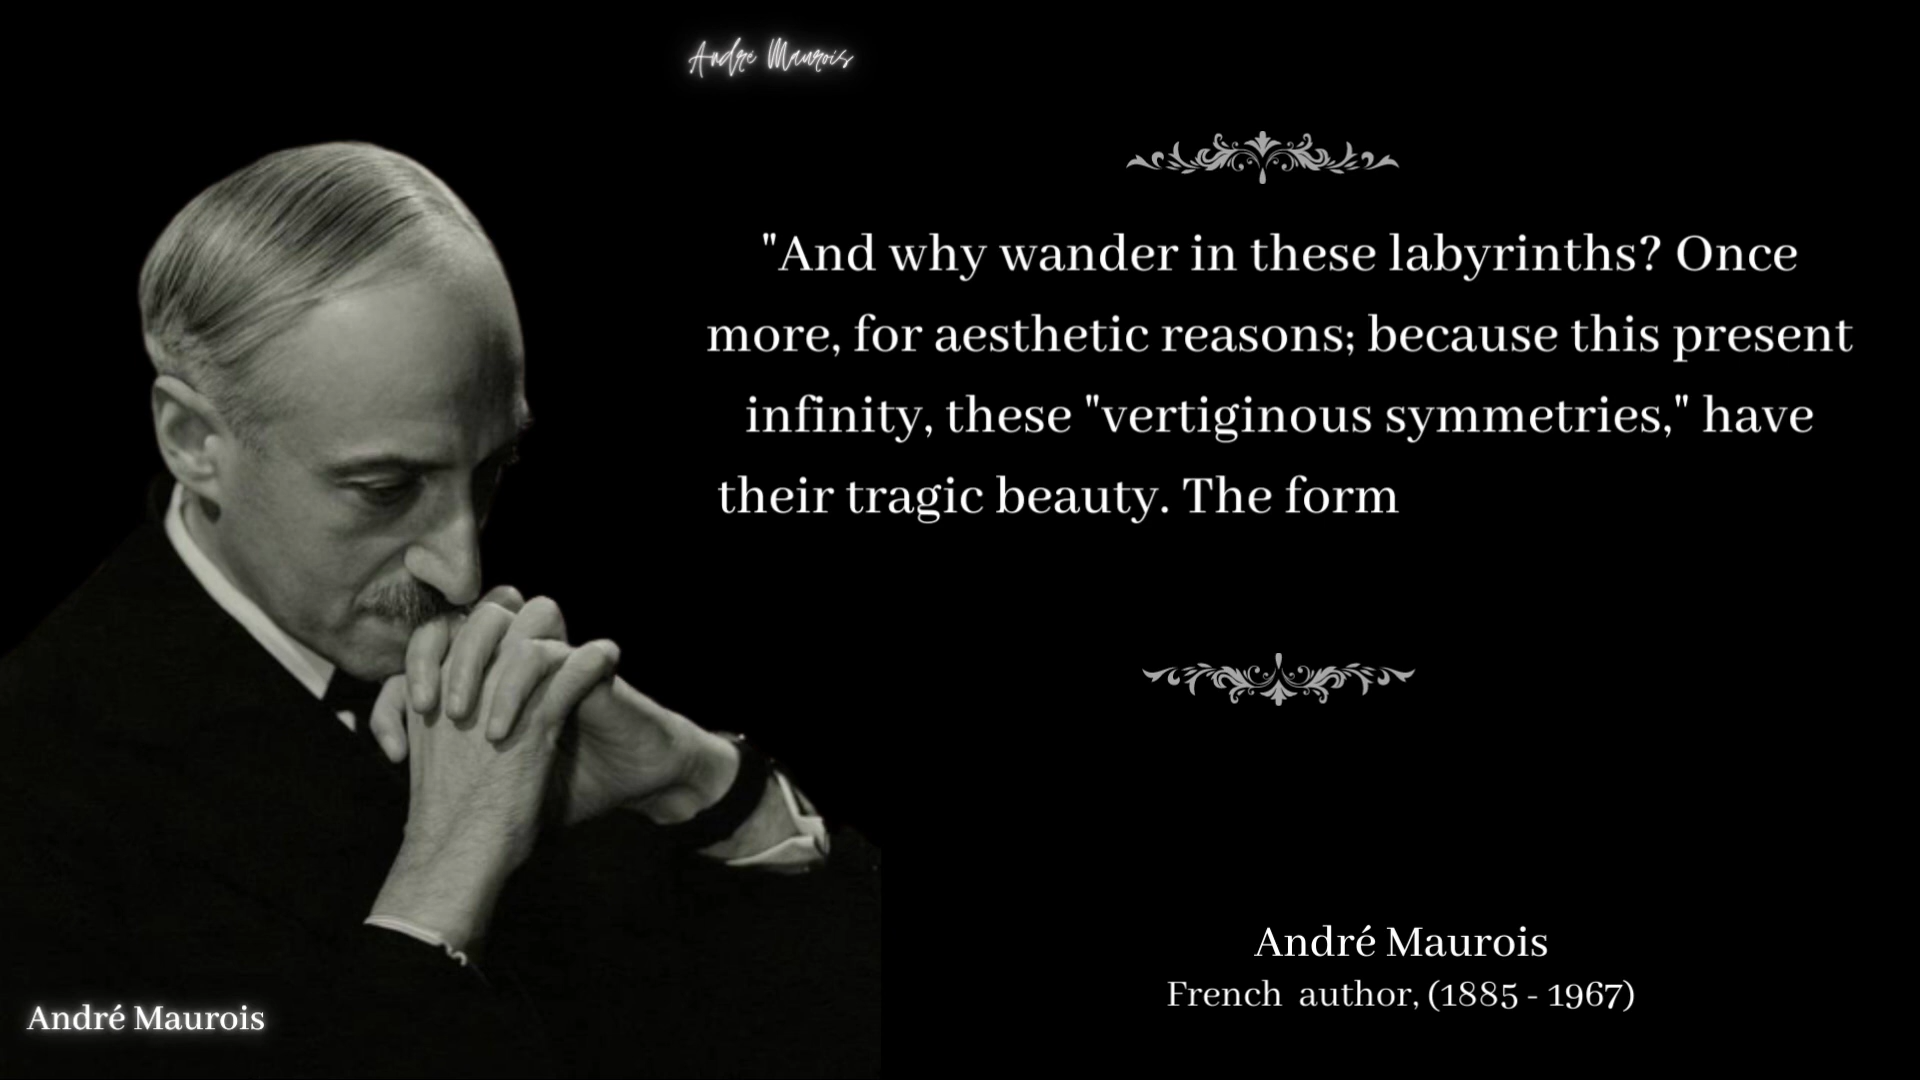 André Maurois
"And why wander in these labyrinths? Once
more, for aesthetic reasons; because this present
infinity, these "vertiginous symmetries," have
their tragic beauty. The form
André Maurois
French author, (1885 - 1967)
André Maurois